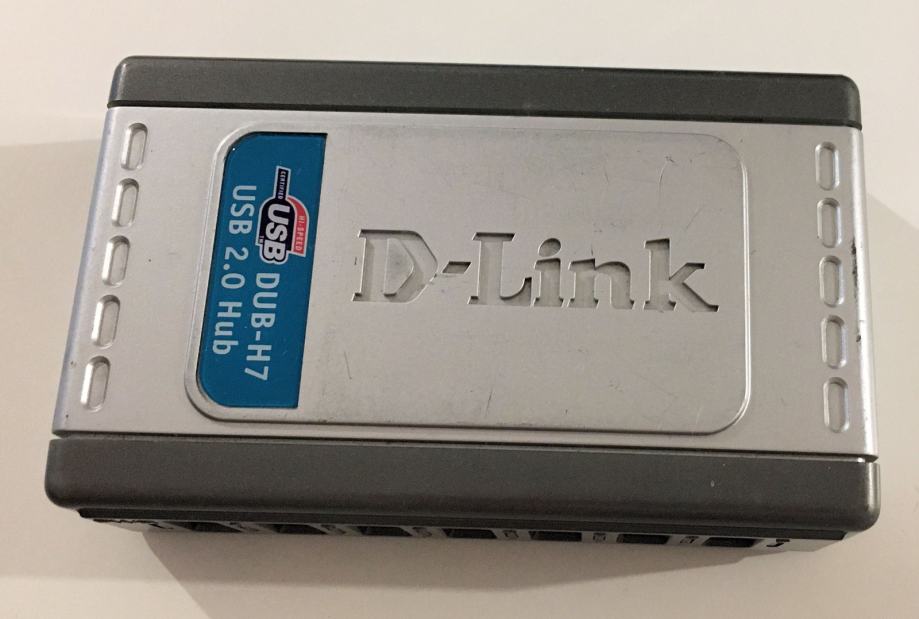 D-Link
CERTIFIED
USB
HI-SPEED
DUB-H7
USB 2.0 Hub